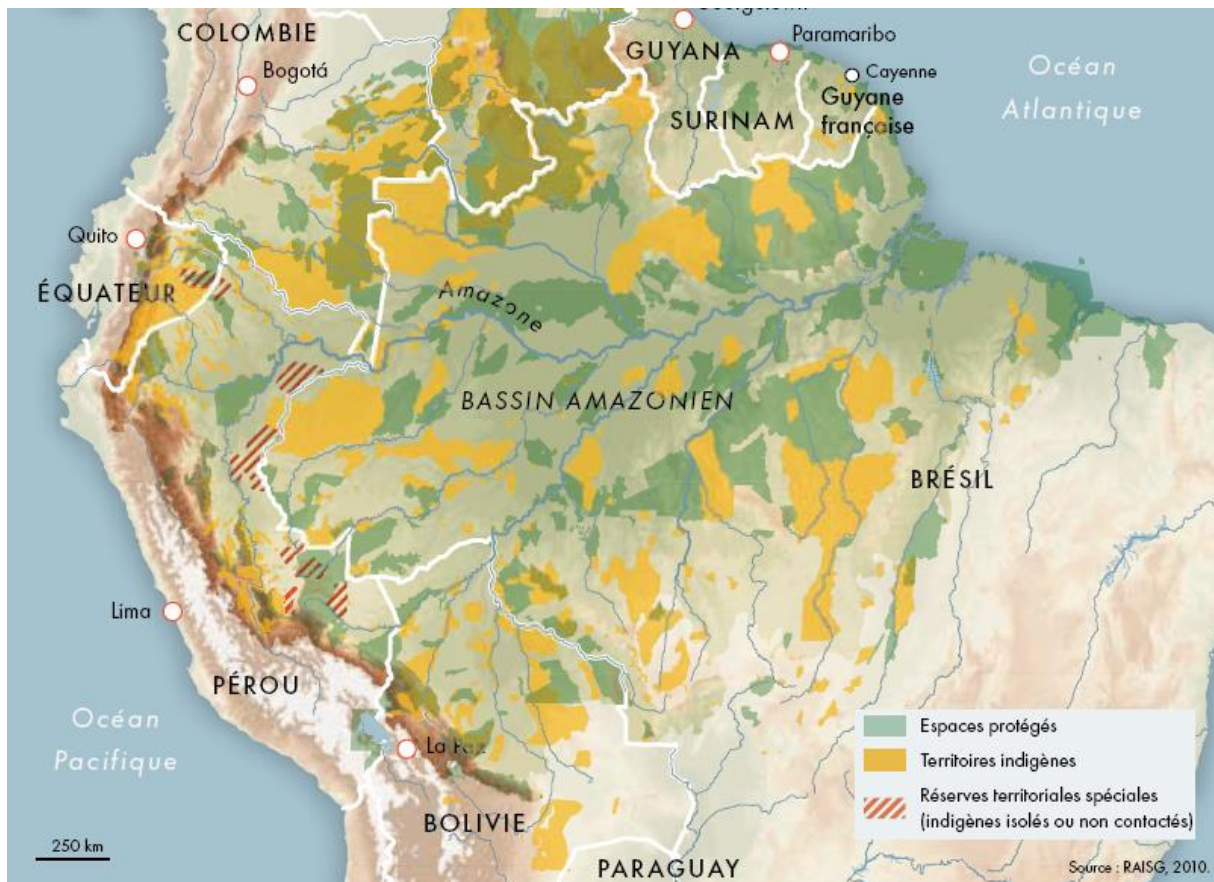 COLOMBIE
Bogotá
GUYANA
Paramaribo
Cayenne
SURINAM
Guyane
française
Océan
Atlantique
Quito
ÉQUATEUR
Amazone
BASSIN AMAZONIEN
BRÉSIL
Lima
PÉROU
Océan
Pacifique
La Paz
BOLIVIE
PARAGUAY
250 km
Espaces protégés
Territoires indigènes
Réserves territoriales spéciales
(indigènes isolés ou non contactés)
Source : RAISG, 2010.